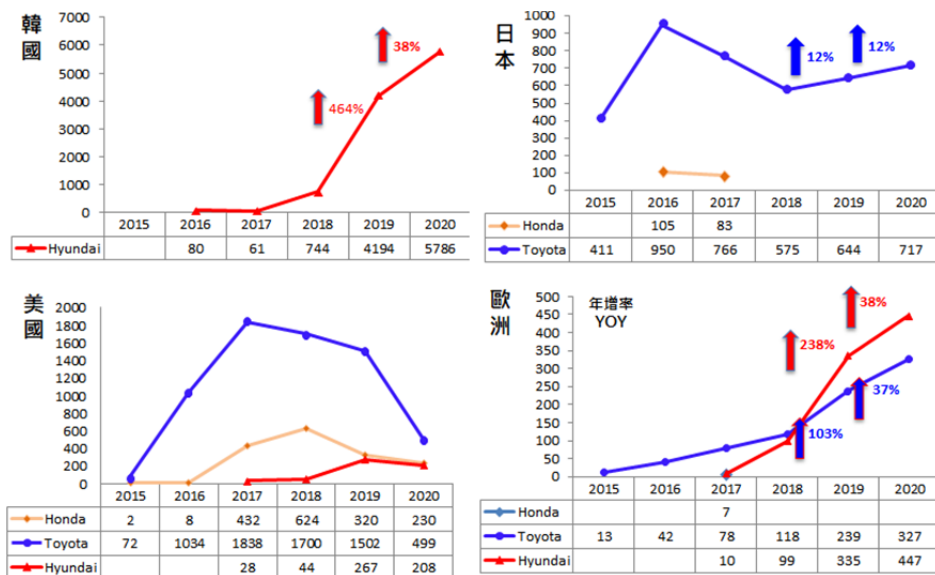 韓國
7000
6000
5000
4000
3000
2000
1000
0
38%
464%
2015 2016 2017 2018 2019 2020
Hyundai 80 61 744 4194 5786
日本
1000
900
800
700
600
500
400
300
200
100
0
12% 12%
2015 2016 2017 2018 2019 2020
Honda 105 83
Toyota 411 950 766 575 644 717
美國
2000
1800
1600
1400
1200
1000
800
600
400
200
0
2015 2016 2017 2018 2019 2020
Honda 2 8 432 624 320 230
Toyota 72 1034 1838 1700 1502 499
Hyundai 28 44 267 208
歐洲
年增率
YOY
500
450
400
350
300
250
200
150
100
50
0
38%
238%
37%
103%
2015 2016 2017 2018 2019 2020
Honda 7
Toyota 13 42 78 118 239 327
Hyundai 10 99 335 447